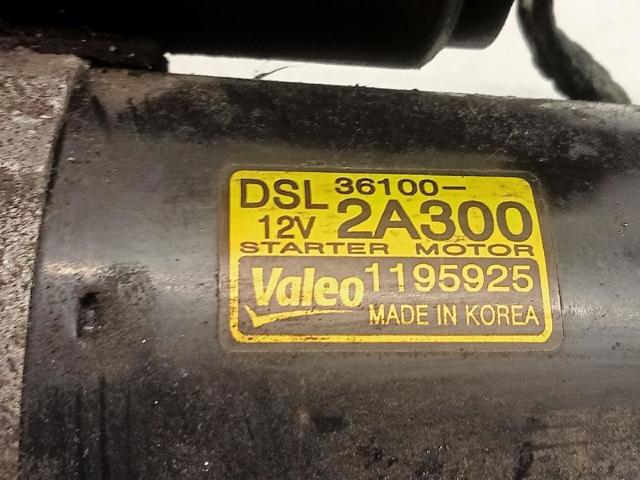 DSL 36100-
12V 2A300
STARTER MOTOR
Valeo 1195925
MADE IN KOREA